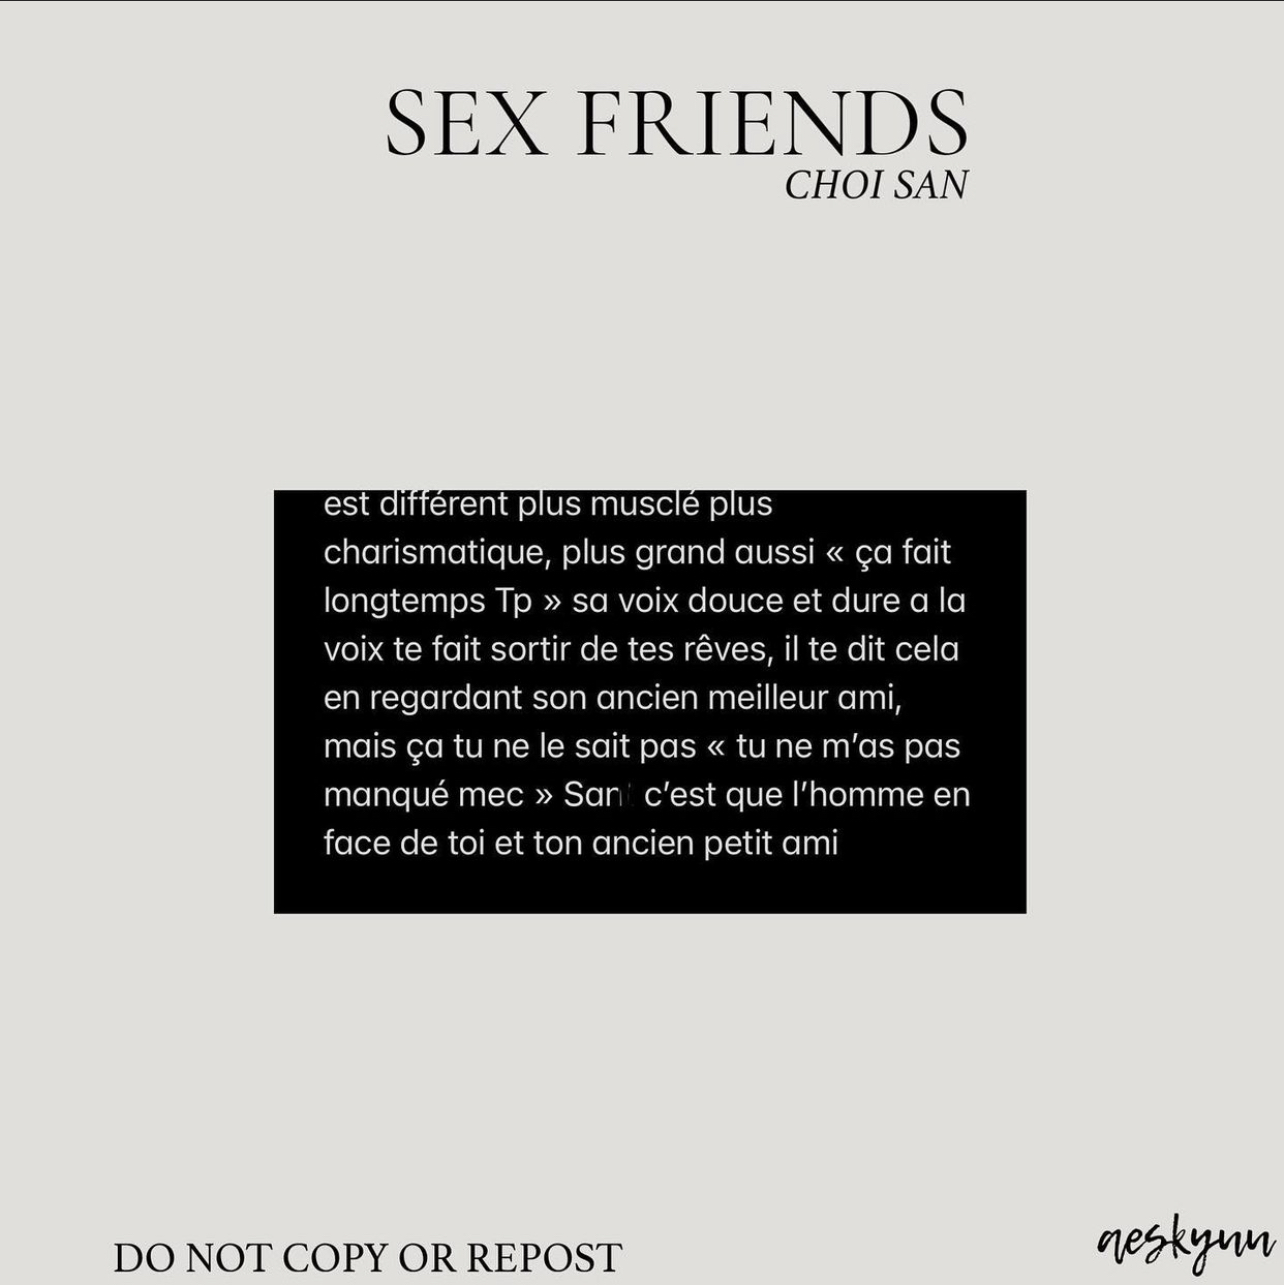 SEX FRIENDS
CHOI SAN
est différent plus musclé plus
charismatique, plus grand aussi « ça fait
longtemps Tp » sa voix douce et dure a la
voix te fait sortir de tes rêves, il te dit cela
en regardant son ancien meilleur ami,
mais ça tu ne le sait pas « tu ne m’as pas
manqué mec » San c’est que l’homme en
face de toi et ton ancien petit ami
DO NOT COPY OR REPOST
aeskyun